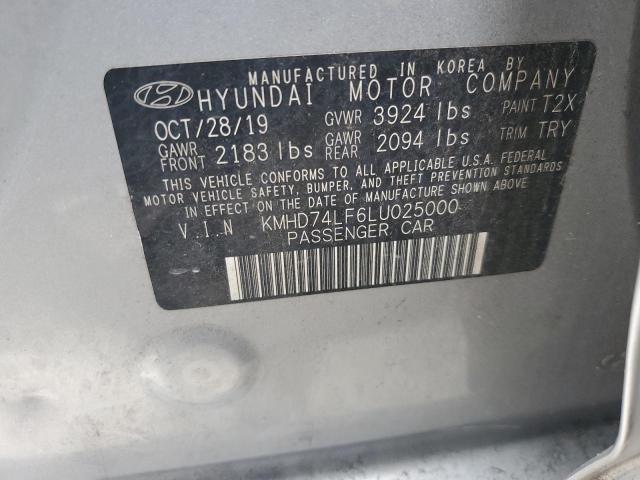 MANUFACTURED IN KOREA BY
HYUNDAI MOTOR COMPANY
OCT/28/19 GVWR 3924 lbs PAINT T2X
GAWR FRONT 2183 lbs GAWR REAR 2094 lbs TRIM TRY
THIS VEHICLE CONFORMS TO ALL APPLICABLE U.S.A. FEDERAL
MOTOR VEHICLE SAFETY, BUMPER, AND THEFT PREVENTION STANDARDS
IN EFFECT ON THE DATE OF MANUFACTURE SHOWN ABOVE.
V I N KMHD74LF6LU025000
PASSENGER CAR